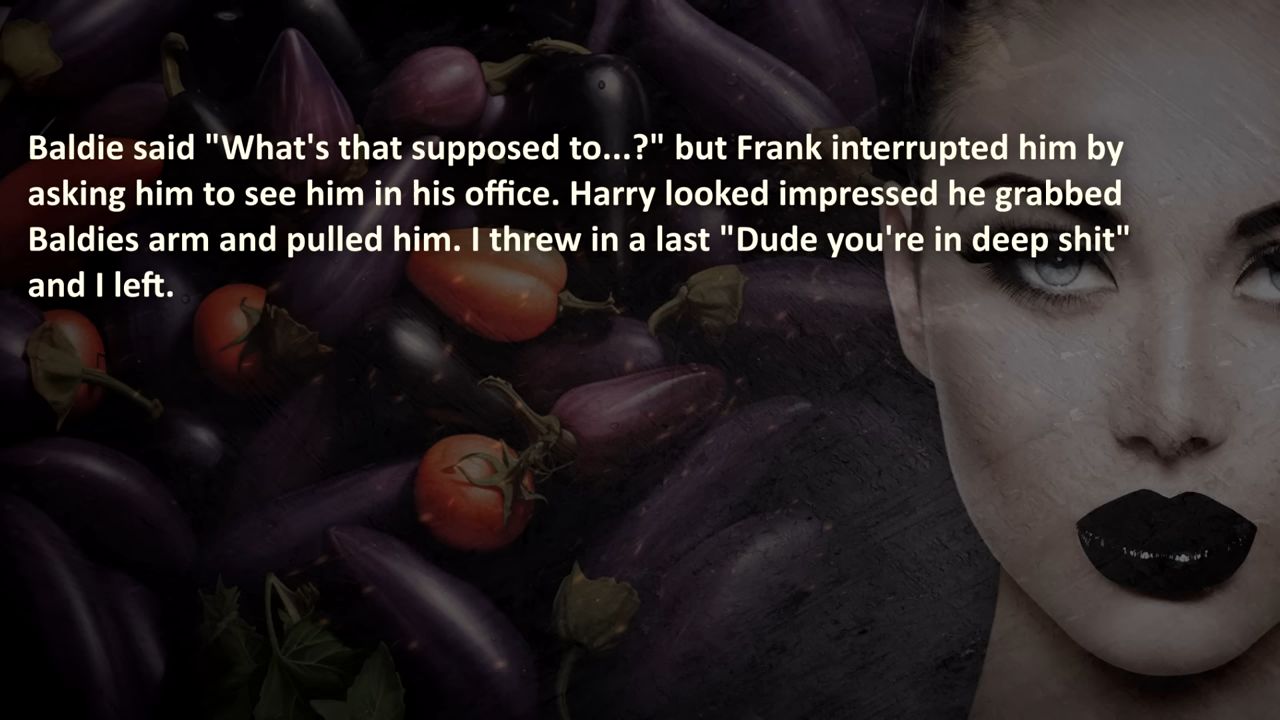 Baldie said "What's that supposed to...?" but Frank interrupted him by
asking him to see him in his office. Harry looked impressed he grabbed
Baldies arm and pulled him. I threw in a last "Dude you're in deep shit"
and I left.